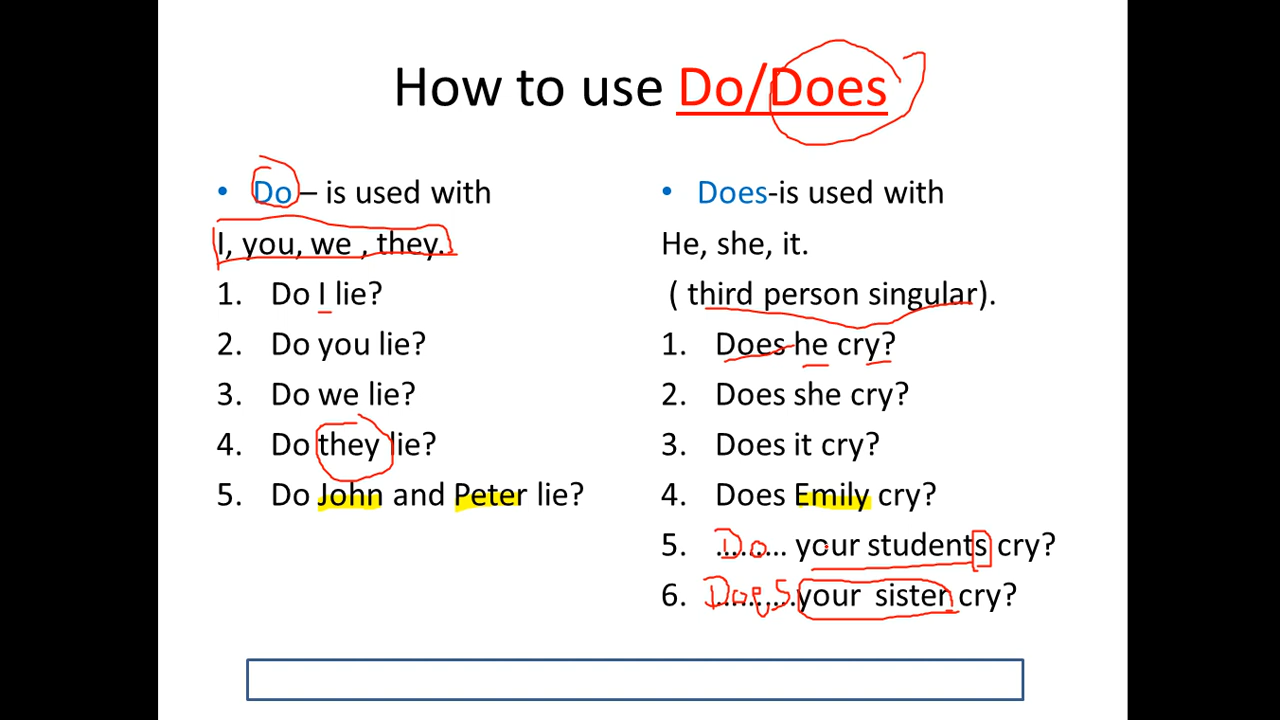 How to use Do/Does
• Do – is used with
I, you, we , they.
1. Do I lie?
2. Do you lie?
3. Do we lie?
4. Do they lie?
5. Do John and Peter lie?
• Does-is used with
He, she, it.
( third person singular).
1. Does he cry?
2. Does she cry?
3. Does it cry?
4. Does Emily cry?
5. Do ......... your students cry?
6. Does ..........your sister cry?